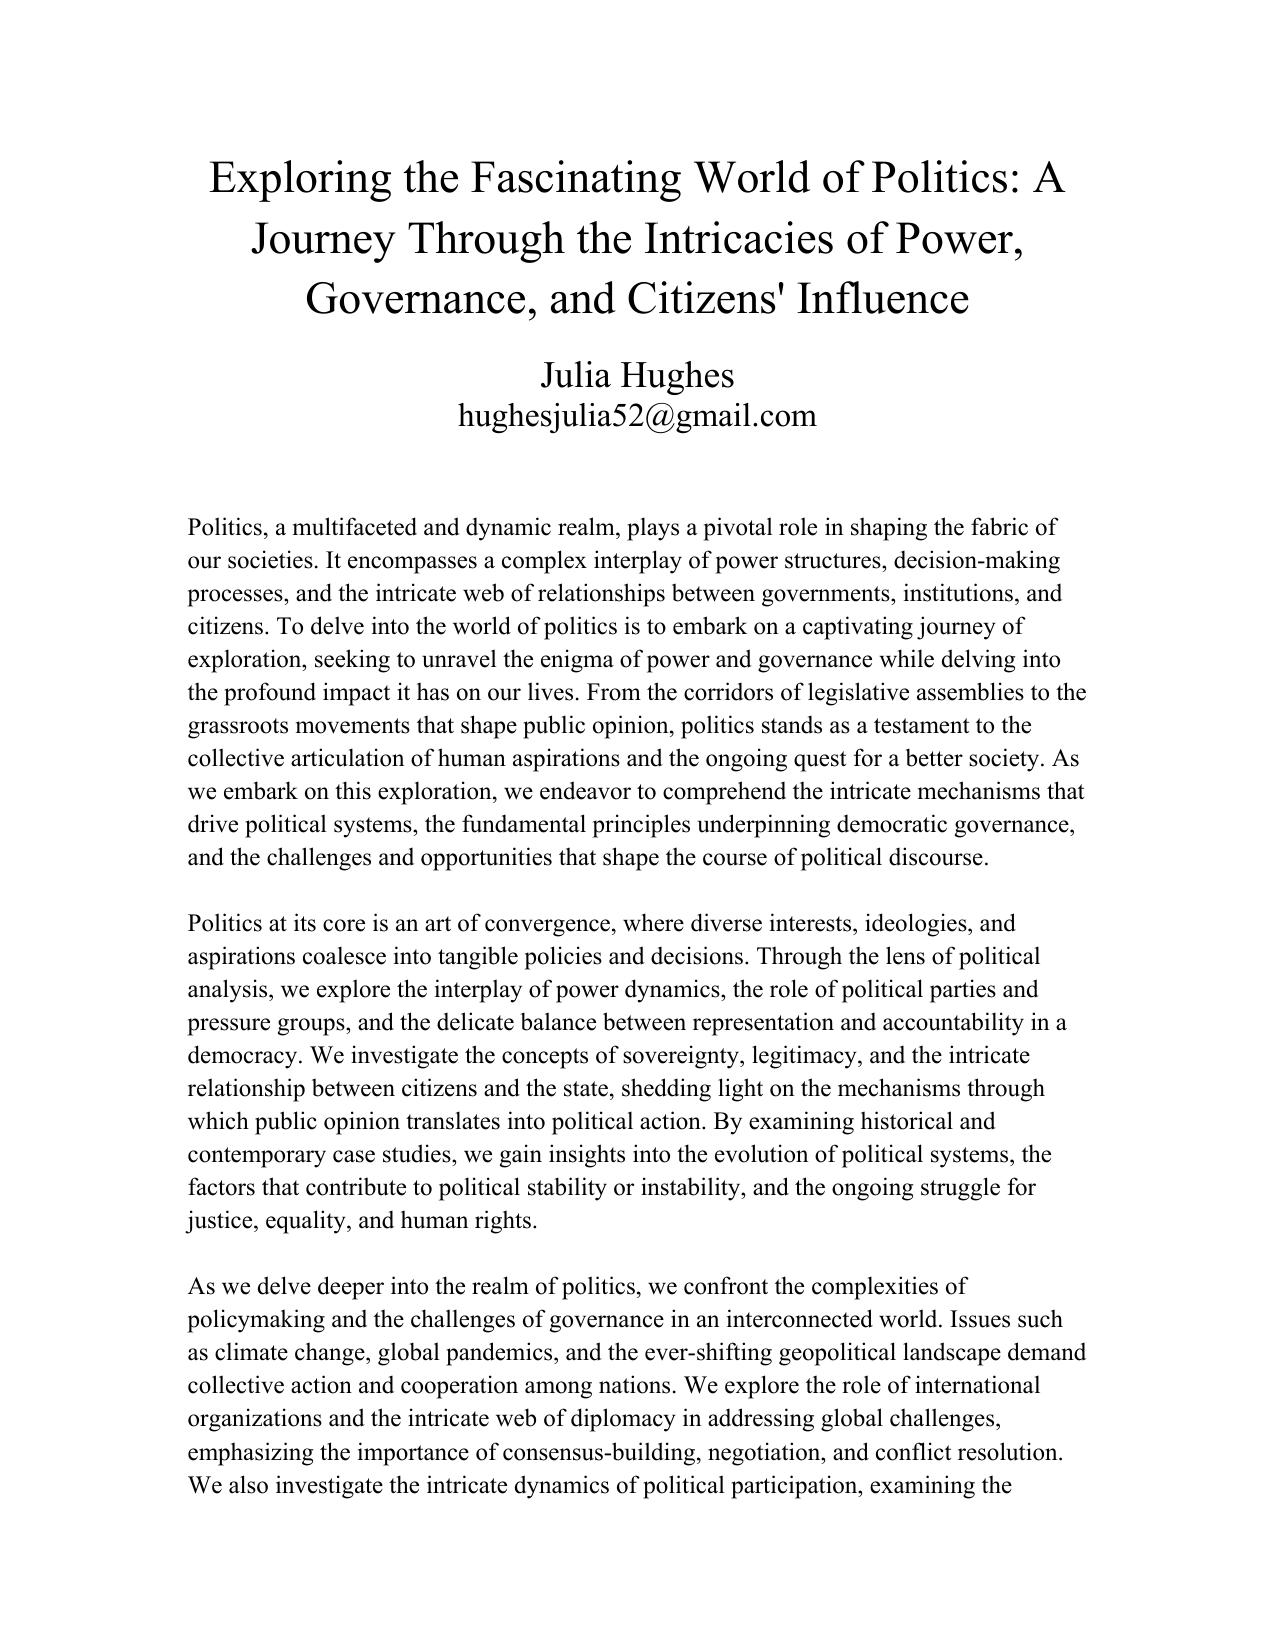 Exploring the Fascinating World of Politics: A
Journey Through the Intricacies of Power,
Governance, and Citizens' Influence
Julia Hughes
hughesjulia52@gmail.com
Politics, a multifaceted and dynamic realm, plays a pivotal role in shaping the fabric of
our societies. It encompasses a complex interplay of power structures, decision-making
processes, and the intricate web of relationships between governments, institutions, and
citizens. To delve into the world of politics is to embark on a captivating journey of
exploration, seeking to unravel the enigma of power and governance while delving into
the profound impact it has on our lives. From the corridors of legislative assemblies to the
grassroots movements that shape public opinion, politics stands as a testament to the
collective articulation of human aspirations and the ongoing quest for a better society. As
we embark on this exploration, we endeavor to comprehend the intricate mechanisms that
drive political systems, the fundamental principles underpinning democratic governance,
and the challenges and opportunities that shape the course of political discourse.
Politics at its core is an art of convergence, where diverse interests, ideologies, and
aspirations coalesce into tangible policies and decisions. Through the lens of political
analysis, we explore the interplay of power dynamics, the role of political parties and
pressure groups, and the delicate balance between representation and accountability in a
democracy. We investigate the concepts of sovereignty, legitimacy, and the intricate
relationship between citizens and the state, shedding light on the mechanisms through
which public opinion translates into political action. By examining historical and
contemporary case studies, we gain insights into the evolution of political systems, the
factors that contribute to political stability or instability, and the ongoing struggle for
justice, equality, and human rights.
As we delve deeper into the realm of politics, we confront the complexities of
policymaking and the challenges of governance in an interconnected world. Issues such
as climate change, global pandemics, and the ever-shifting geopolitical landscape demand
collective action and cooperation among nations. We explore the role of international
organizations and the intricate web of diplomacy in addressing global challenges,
emphasizing the importance of consensus-building, negotiation, and conflict resolution.
We also investigate the intricate dynamics of political participation, examining the